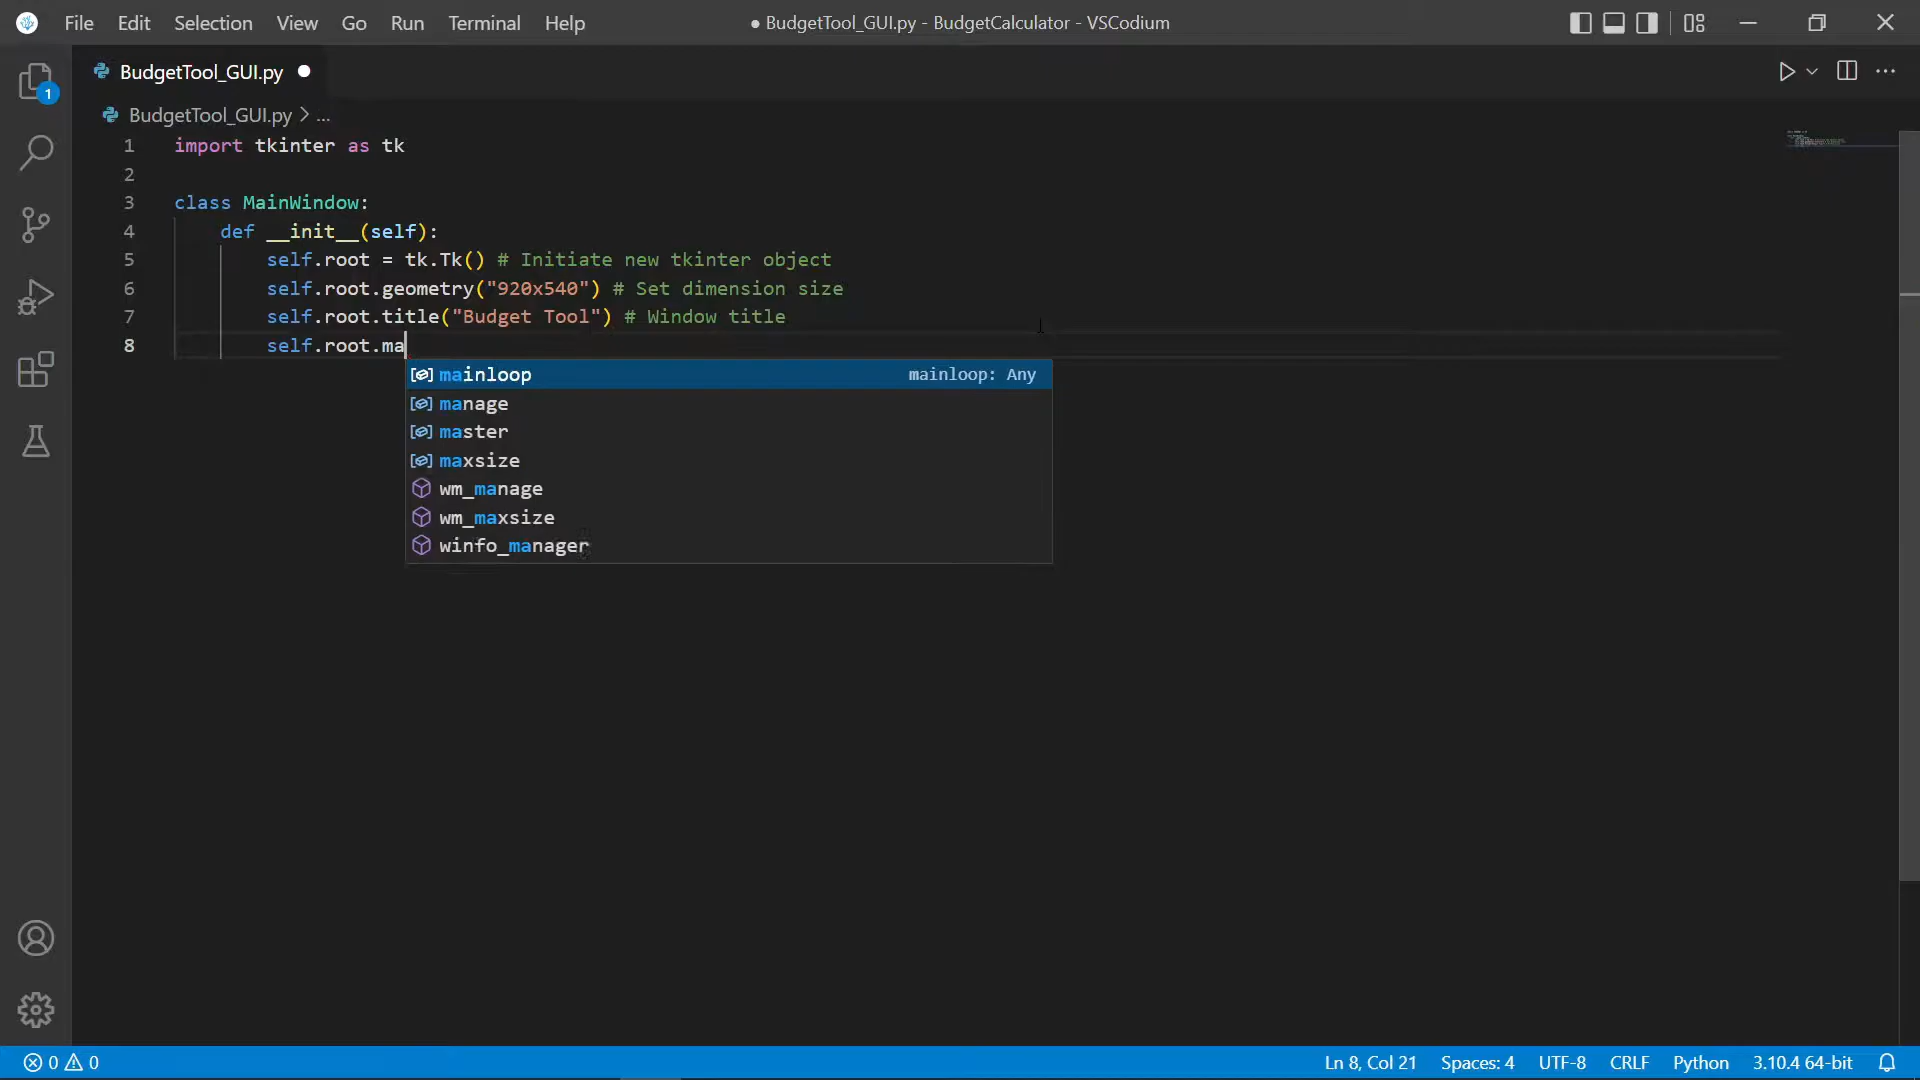 File Edit Selection View Go Run Terminal Help ● BudgetTool_GUI.py - BudgetCalculator - VSCodium
BudgetTool_GUI.py ●
1
BudgetTool_GUI.py > ...
1 import tkinter as tk
2
3 class MainWindow:
4 def __init__(self):
5 self.root = tk.Tk() # Initiate new tkinter object
6 self.root.geometry("920x540") # Set dimension size
7 self.root.title("Budget Tool") # Window title
8 self.root.ma
mainloop mainloop: Any
manage
master
maxsize
wm_manage
wm_maxsize
winfo_manager
0 0 Ln 8, Col 21 Spaces: 4 UTF-8 CRLF Python 3.10.4 64-bit